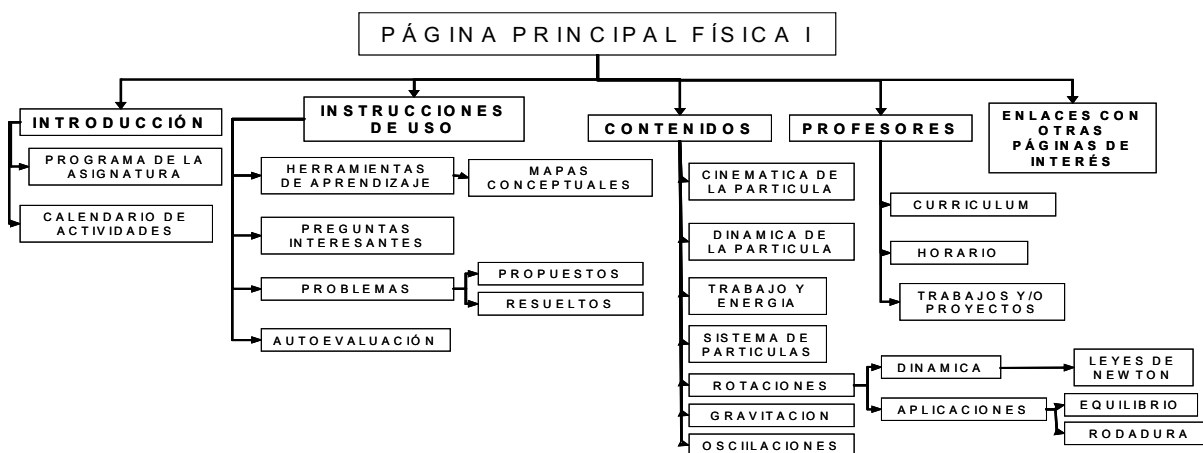 PÁGINA PRINCIPAL FÍSICA I
INTRODUCCIÓN
PROGRAMA DE LA
ASIGNATURA
CALENDARIO DE
ACTIVIDADES
INSTRUCCIONES
DE USO
HERRAMIENTAS
DE APRENDIZAJE
MAPAS
CONCEPTUALES
PREGUNTAS
INTERESANTES
PROBLEMAS
PROPUESTOS
RESUELTOS
AUTOEVALUACIÓN
CONTENIDOS
CINEMATICA DE
LA PARTICULA
DINAMICA DE
LA PARTICULA
TRABAJO Y
ENERGIA
SISTEMA DE
PARTICULAS
ROTACIONES
DINAMICA
LEYES DE
NEWTON
APLICACIONES
EQUILIBRIO
RODADURA
GRAVITACION
OSCIILACIONES
PROFESORES
CURRICULUM
HORARIO
TRABAJOS Y/O
PROYECTOS
ENLACES CON
OTRAS
PÁGINAS DE
INTERÉS